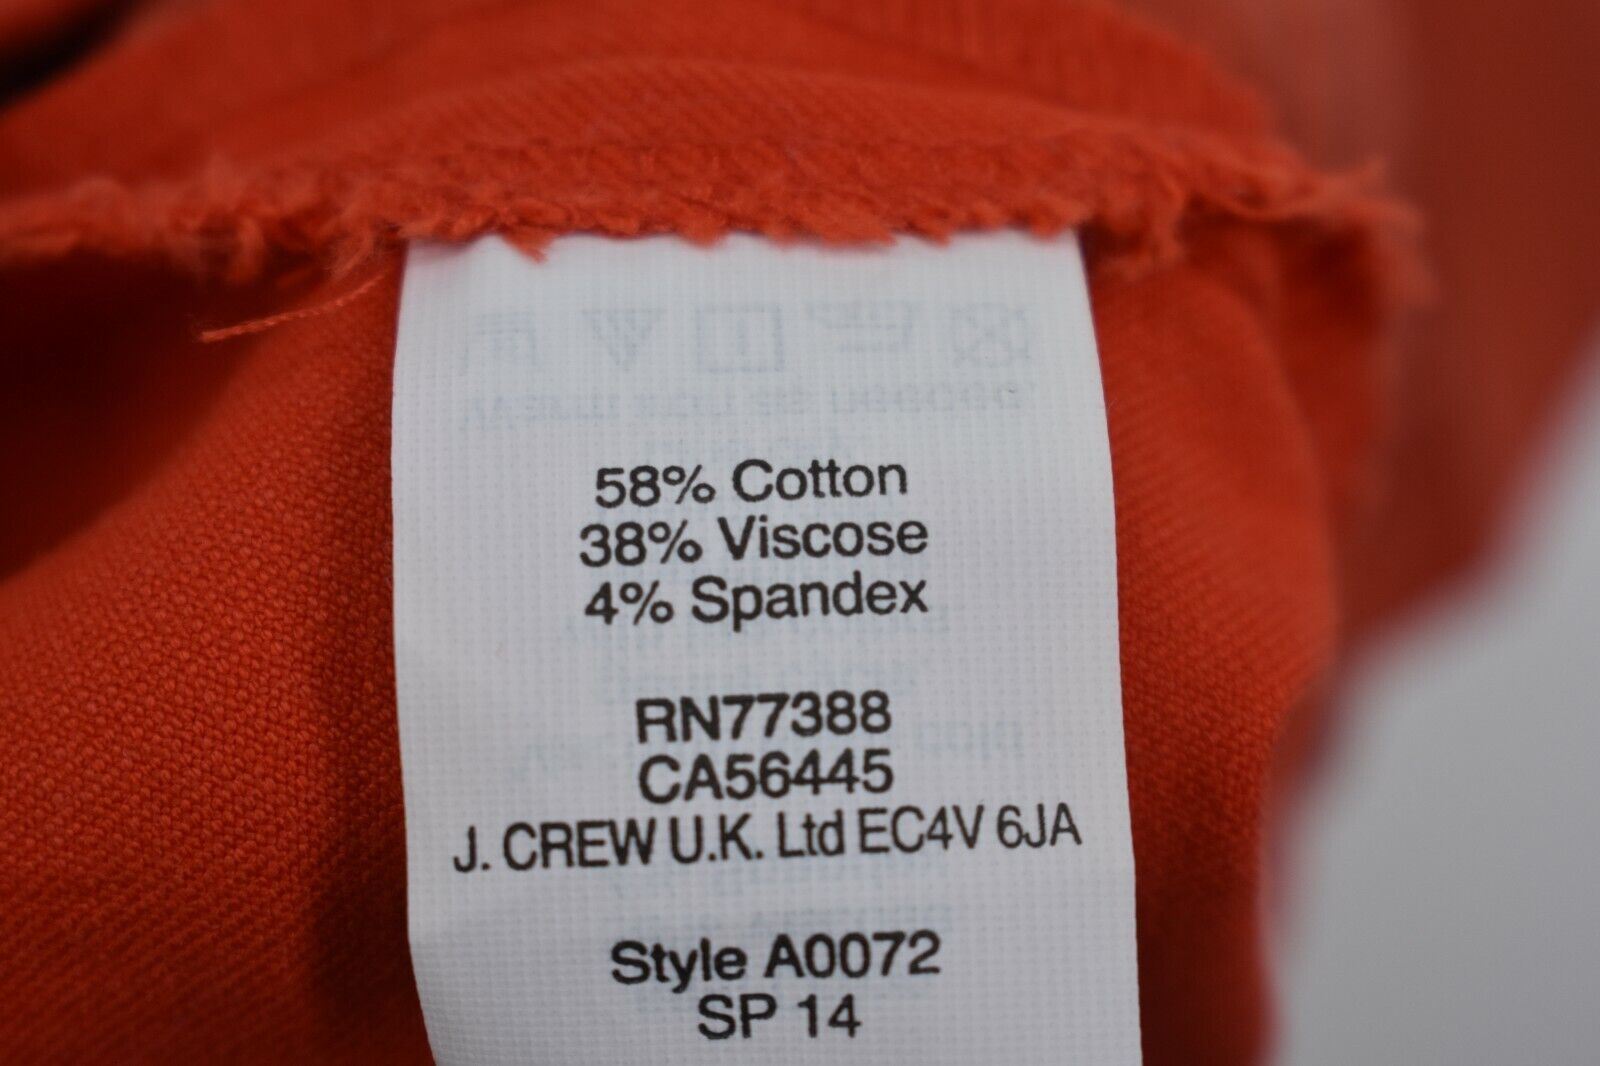 58% Cotton
38% Viscose
4% Spandex
RN77388
CA56445
J. CREW U.K. Ltd EC4V 6JA
Style A0072
SP 14